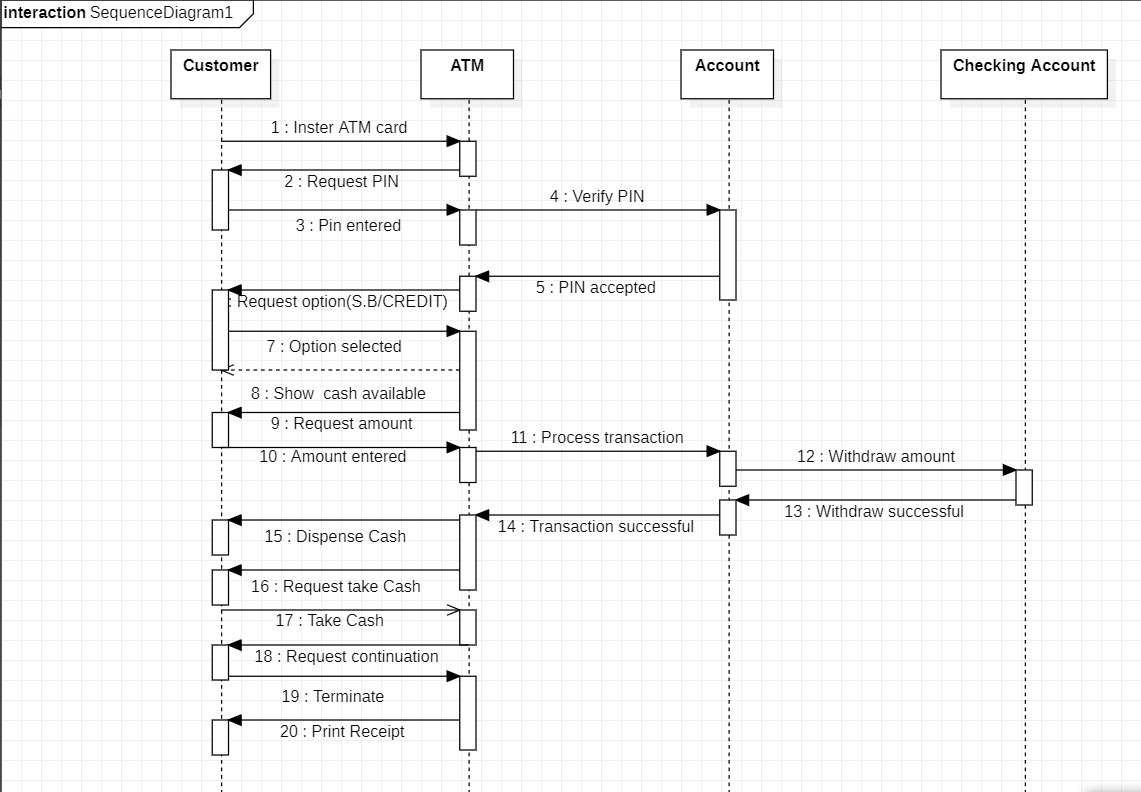 interaction SequenceDiagram1
Customer
ATM
Account
Checking Account
1 : Inster ATM card
2 : Request PIN
3 : Pin entered
4 : Verify PIN
5 : PIN accepted
: Request option(S.B/CREDIT)
7 : Option selected
8 : Show  cash available
9 : Request amount
10 : Amount entered
11 : Process transaction
12 : Withdraw amount
13 : Withdraw successful
14 : Transaction successful
15 : Dispense Cash
16 : Request take Cash
17 : Take Cash
18 : Request continuation
19 : Terminate
20 : Print Receipt